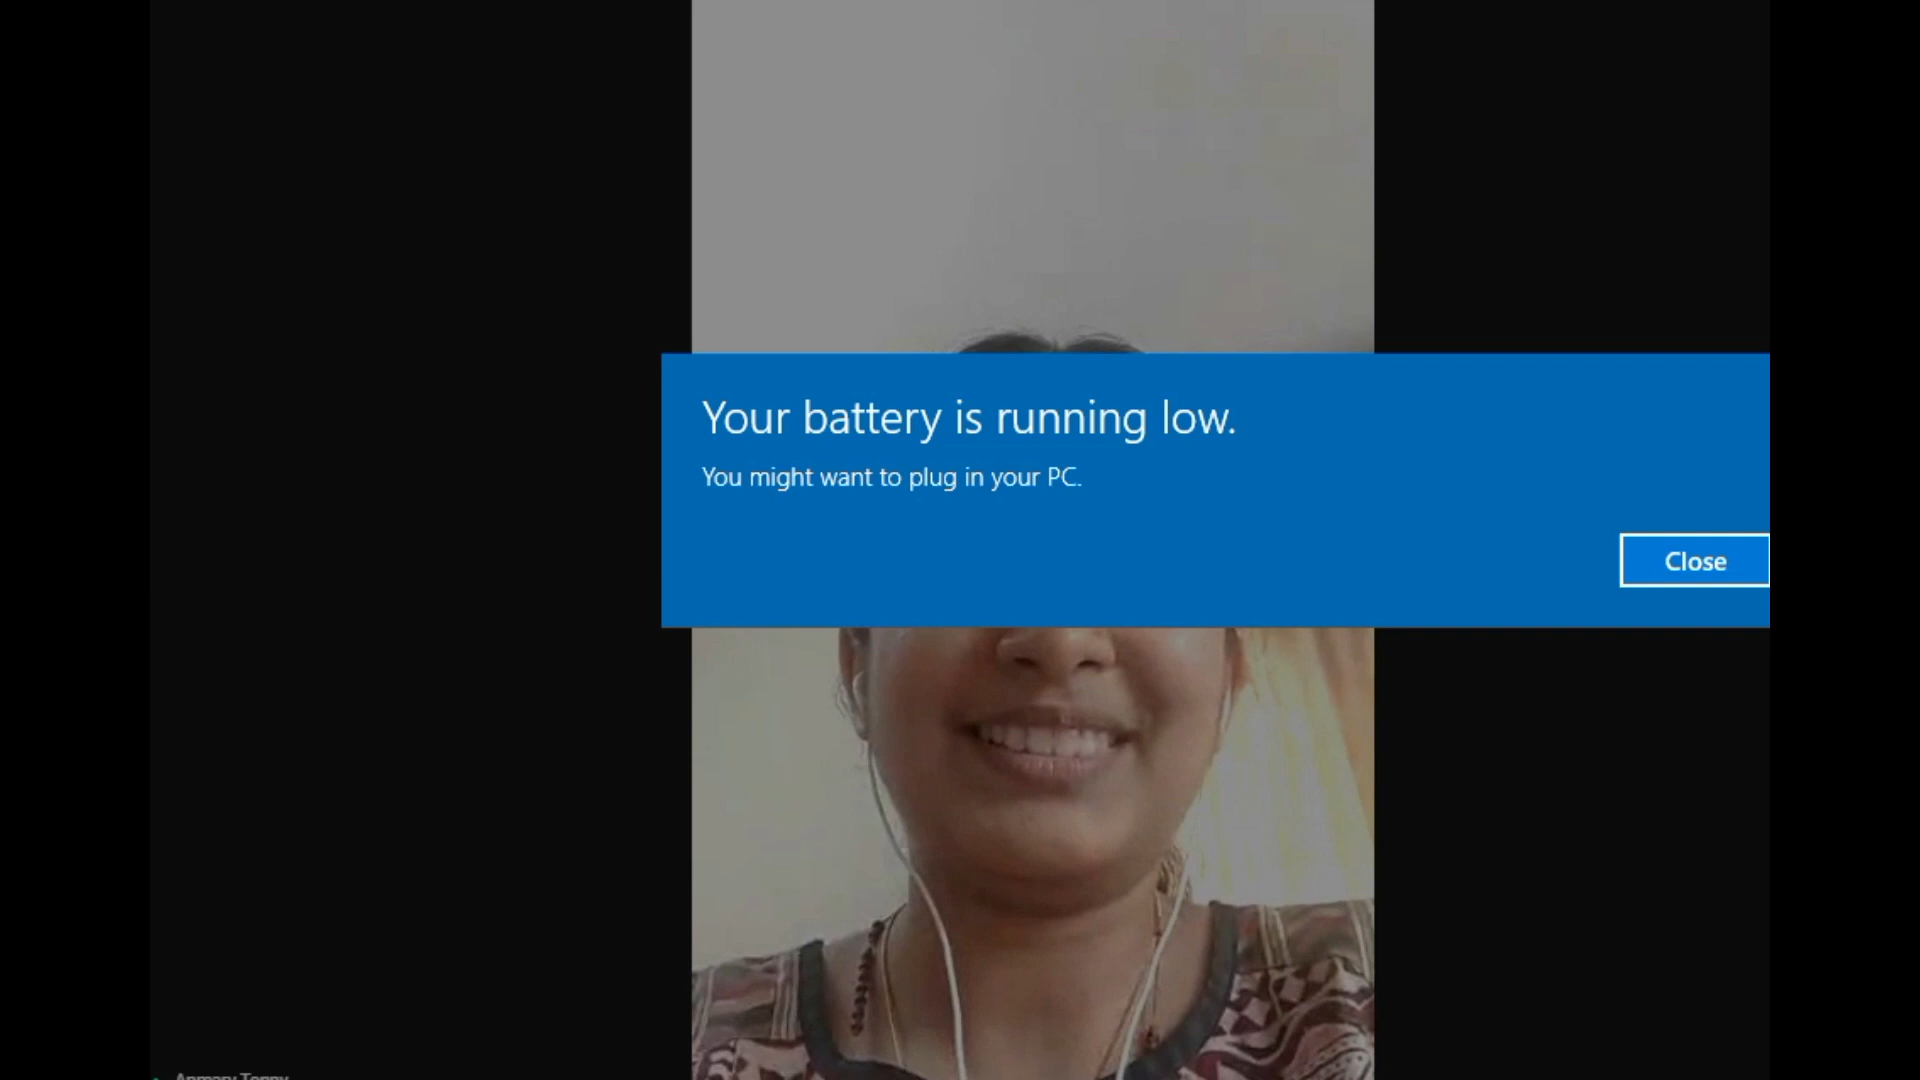 Your battery is running low.
You might want to plug in your PC.
Close